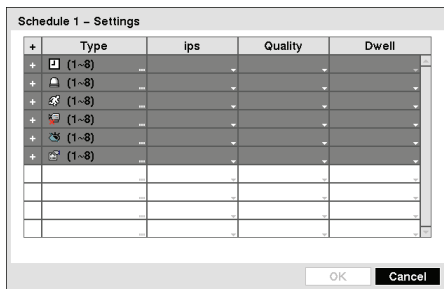 Schedule 1 – Settings
+ Type ips Quality Dwell
+ (1~8) ...
+ (1~8) ...
+ (1~8) ...
+ (1~8) ...
+ (1~8) ...
+ (1~8) ...
...
...
...
...
OK Cancel